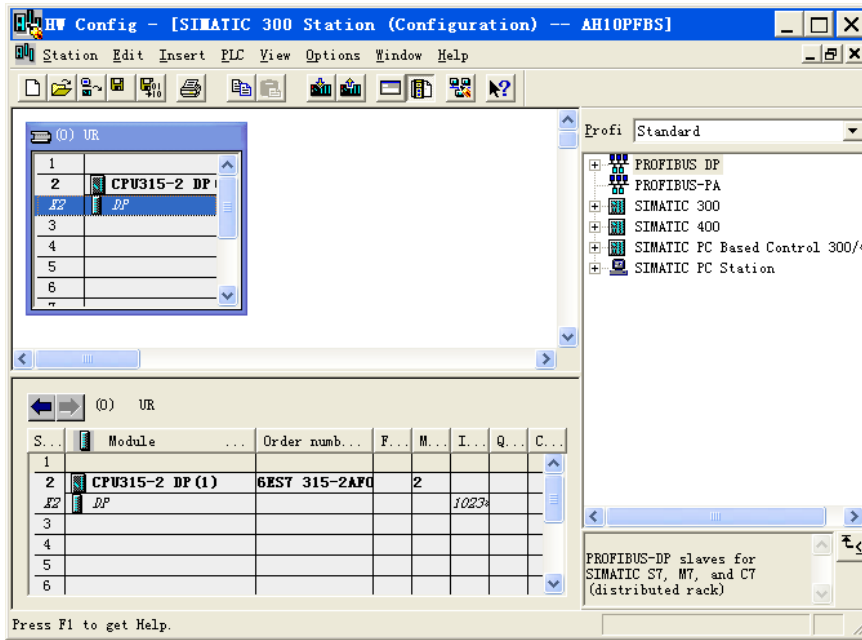 HW Config - [SIMATIC 300 Station (Configuration) -- AH10PFBS]
Station Edit Insert PLC View Options Window Help
(0) UR
1
2 CPU315-2 DP(
X2 DP
3
4
5
6
7
Profi Standard
PROFIBUS DP
PROFIBUS-PA
SIMATIC 300
SIMATIC 400
SIMATIC PC Based Control 300/4
SIMATIC PC Station
(0) UR
S... Module ... Order numb... F... M... I... Q... C...
1
2 CPU315-2 DP(1) 6ES7 315-2AF0 2
X2 DP 1023*
3
4
5
6
PROFIBUS-DP slaves for
SIMATIC S7, M7, and C7
(distributed rack)
Press F1 to get Help.